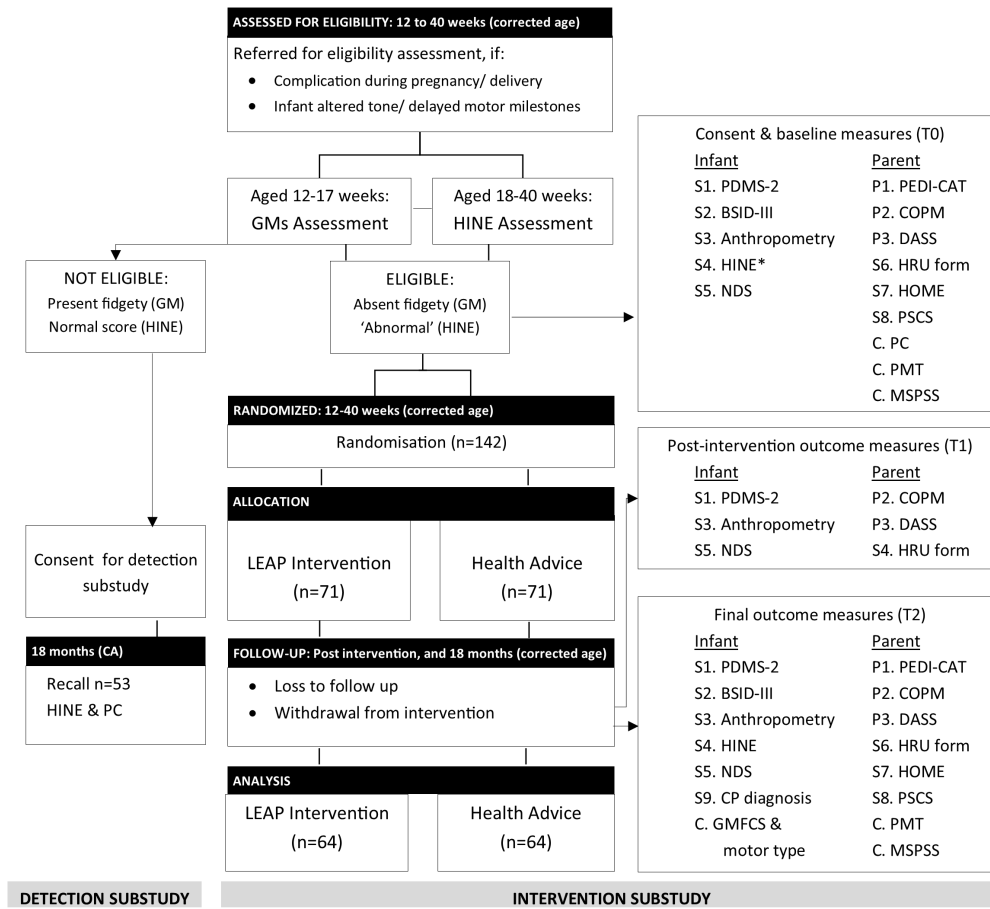 ASSESSED FOR ELIGIBILITY: 12 to 40 weeks (corrected age)
Referred for eligibility assessment, if:
• Complication during pregnancy/ delivery
• Infant altered tone/ delayed motor milestones
Aged 12-17 weeks:
GMs Assessment
Aged 18-40 weeks:
HINE Assessment
NOT ELIGIBLE:
Present fidgety (GM)
Normal score (HINE)
ELIGIBLE:
Absent fidgety (GM)
‘Abnormal’ (HINE)
Consent & baseline measures (T0)
Infant
S1. PDMS-2
S2. BSID-III
S3. Anthropometry
S4. HINE*
S5. NDS
Parent
P1. PEDI-CAT
P2. COPM
P3. DASS
S6. HRU form
S7. HOME
S8. PSCS
C. PC
C. PMT
C. MSPSS
RANDOMIZED: 12-40 weeks (corrected age)
Randomisation (n=142)
ALLOCATION
LEAP Intervention
(n=71)
Health Advice
(n=71)
Post-intervention outcome measures (T1)
Infant
S1. PDMS-2
S3. Anthropometry
S5. NDS
Parent
P2. COPM
P3. DASS
S4. HRU form
Consent for detection
substudy
18 months (CA)
Recall n=53
HINE & PC
FOLLOW-UP: Post intervention, and 18 months (corrected age)
• Loss to follow up
• Withdrawal from intervention
Final outcome measures (T2)
Infant
S1. PDMS-2
S2. BSID-III
S3. Anthropometry
S4. HINE
S5. NDS
S9. CP diagnosis
C. GMFCS &
motor type
Parent
P1. PEDI-CAT
P2. COPM
P3. DASS
S6. HRU form
S7. HOME
S8. PSCS
C. PMT
C. MSPSS
ANALYSIS
LEAP Intervention
(n=64)
Health Advice
(n=64)
DETECTION SUBSTUDY
INTERVENTION SUBSTUDY